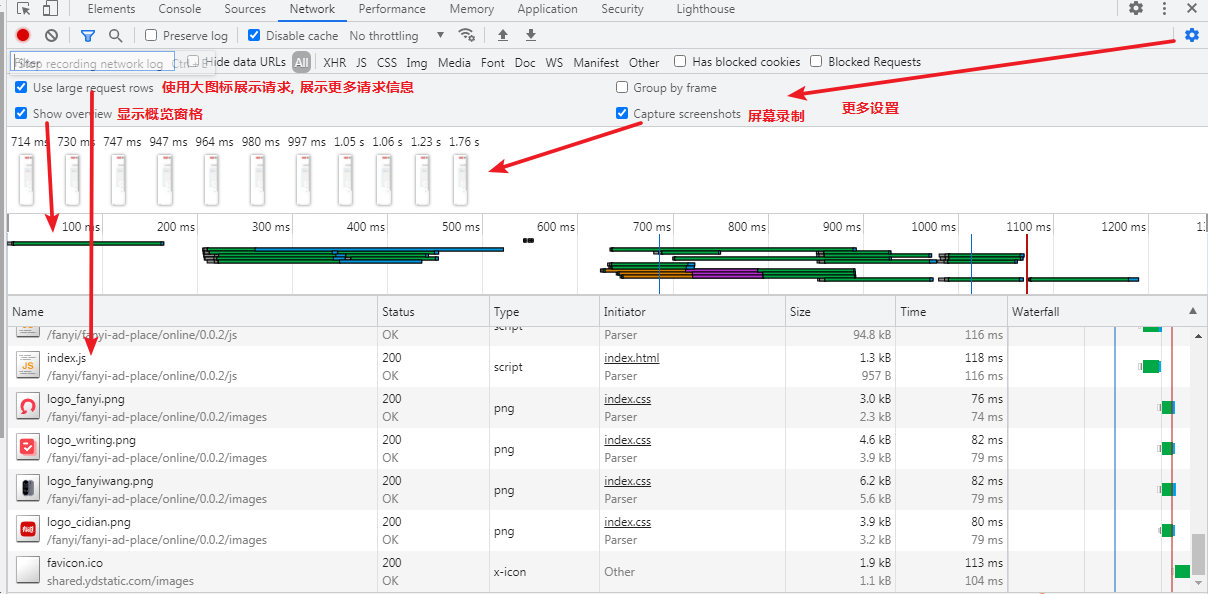 Elements Console Sources Network Performance Memory Application Security Lighthouse
Preserve log Disable cache No throttling
Stop recording network log Ctrl + E Hide data URLs All XHR JS CSS Img Media Font Doc WS Manifest Other Has blocked cookies Blocked Requests
Use large request rows 使用大图标展示请求, 展示更多请求信息 Group by frame
Show overview 显示概览窗格 Capture screenshots 屏幕录制 更多设置
714 ms 730 ms 747 ms 947 ms 964 ms 980 ms 997 ms 1.05 s 1.06 s 1.23 s 1.76 s
100 ms 200 ms 300 ms 400 ms 500 ms 600 ms 700 ms 800 ms 900 ms 1000 ms 1100 ms 1200 ms
Name Status Type Initiator Size Time Waterfall
script
/fanyi/fanyi-ad-place/online/0.0.2/js OK Parser 94.8 kB 116 ms
index.js 200 script index.html 1.3 kB 118 ms
/fanyi/fanyi-ad-place/online/0.0.2/js OK Parser 957 B 116 ms
logo_fanyi.png 200 png index.css 3.0 kB 76 ms
/fanyi/fanyi-ad-place/online/0.0.2/images OK Parser 2.3 kB 74 ms
logo_writing.png 200 png index.css 4.6 kB 82 ms
/fanyi/fanyi-ad-place/online/0.0.2/images OK Parser 3.9 kB 79 ms
logo_fanyiwang.png 200 png index.css 6.2 kB 82 ms
/fanyi/fanyi-ad-place/online/0.0.2/images OK Parser 5.6 kB 79 ms
logo_cidian.png 200 png index.css 3.9 kB 80 ms
/fanyi/fanyi-ad-place/online/0.0.2/images OK Parser 3.2 kB 79 ms
favicon.ico 200 x-icon Other 1.9 kB 113 ms
shared.ydstatic.com/images OK 1.1 kB 104 ms